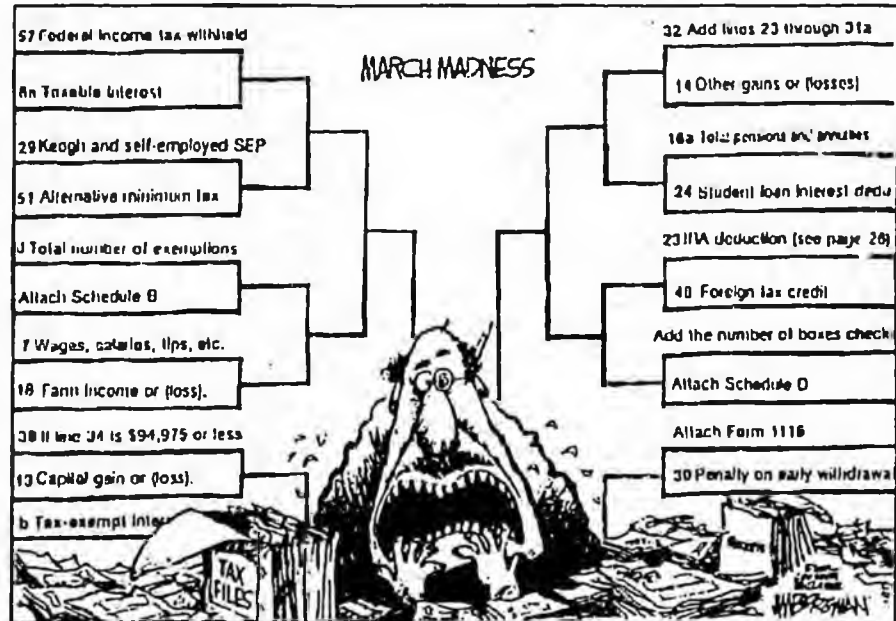 MARCH MADNESS
57 Federal Income tax withheld
8a Taxable Interest
29 Keogh and self-employed SEP
51 Alternative minimum tax
d Total number of exemptions
Attach Schedule B
7 Wages, salaries, tips, etc.
18 Farm Income or (loss).
38 If line 34 is $94,975 or less
13 Capital gain or (loss).
b Tax-exempt
32 Add lines 23 through 31a
14 Other gains or (losses)
16a Total pensions and annuities
24 Student loan interest dedu
23 IRA deduction (see page 26)
40 Foreign tax credit
Add the number of boxes check
Attach Schedule D
Attach Form 1116
30 Penalty on early withdrawa
TAX
FILES